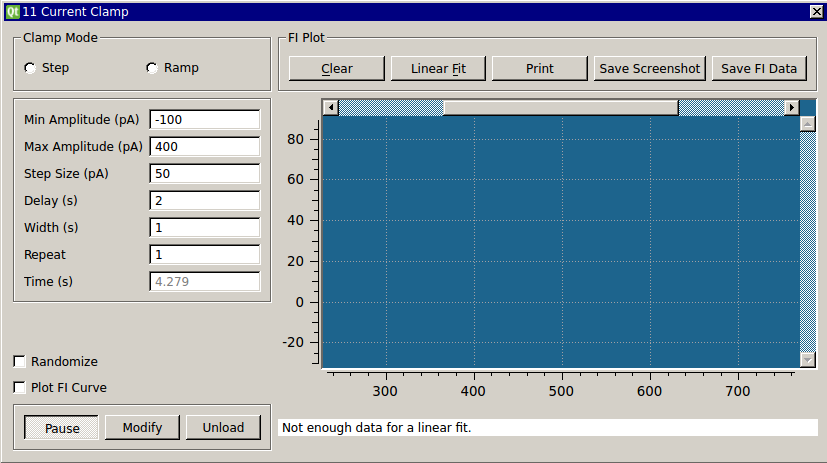 Qt 11 Current Clamp
Clamp Mode
Step Ramp
FI Plot
Clear Linear Fit Print Save Screenshot Save FI Data
Min Amplitude (pA) -100
Max Amplitude (pA) 400
Step Size (pA) 50
Delay (s) 2
Width (s) 1
Repeat 1
Time (s) 4.279
80
60
40
20
0
-20
300 400 500 600 700
Randomize
Plot FI Curve
Pause Modify Unload
Not enough data for a linear fit.